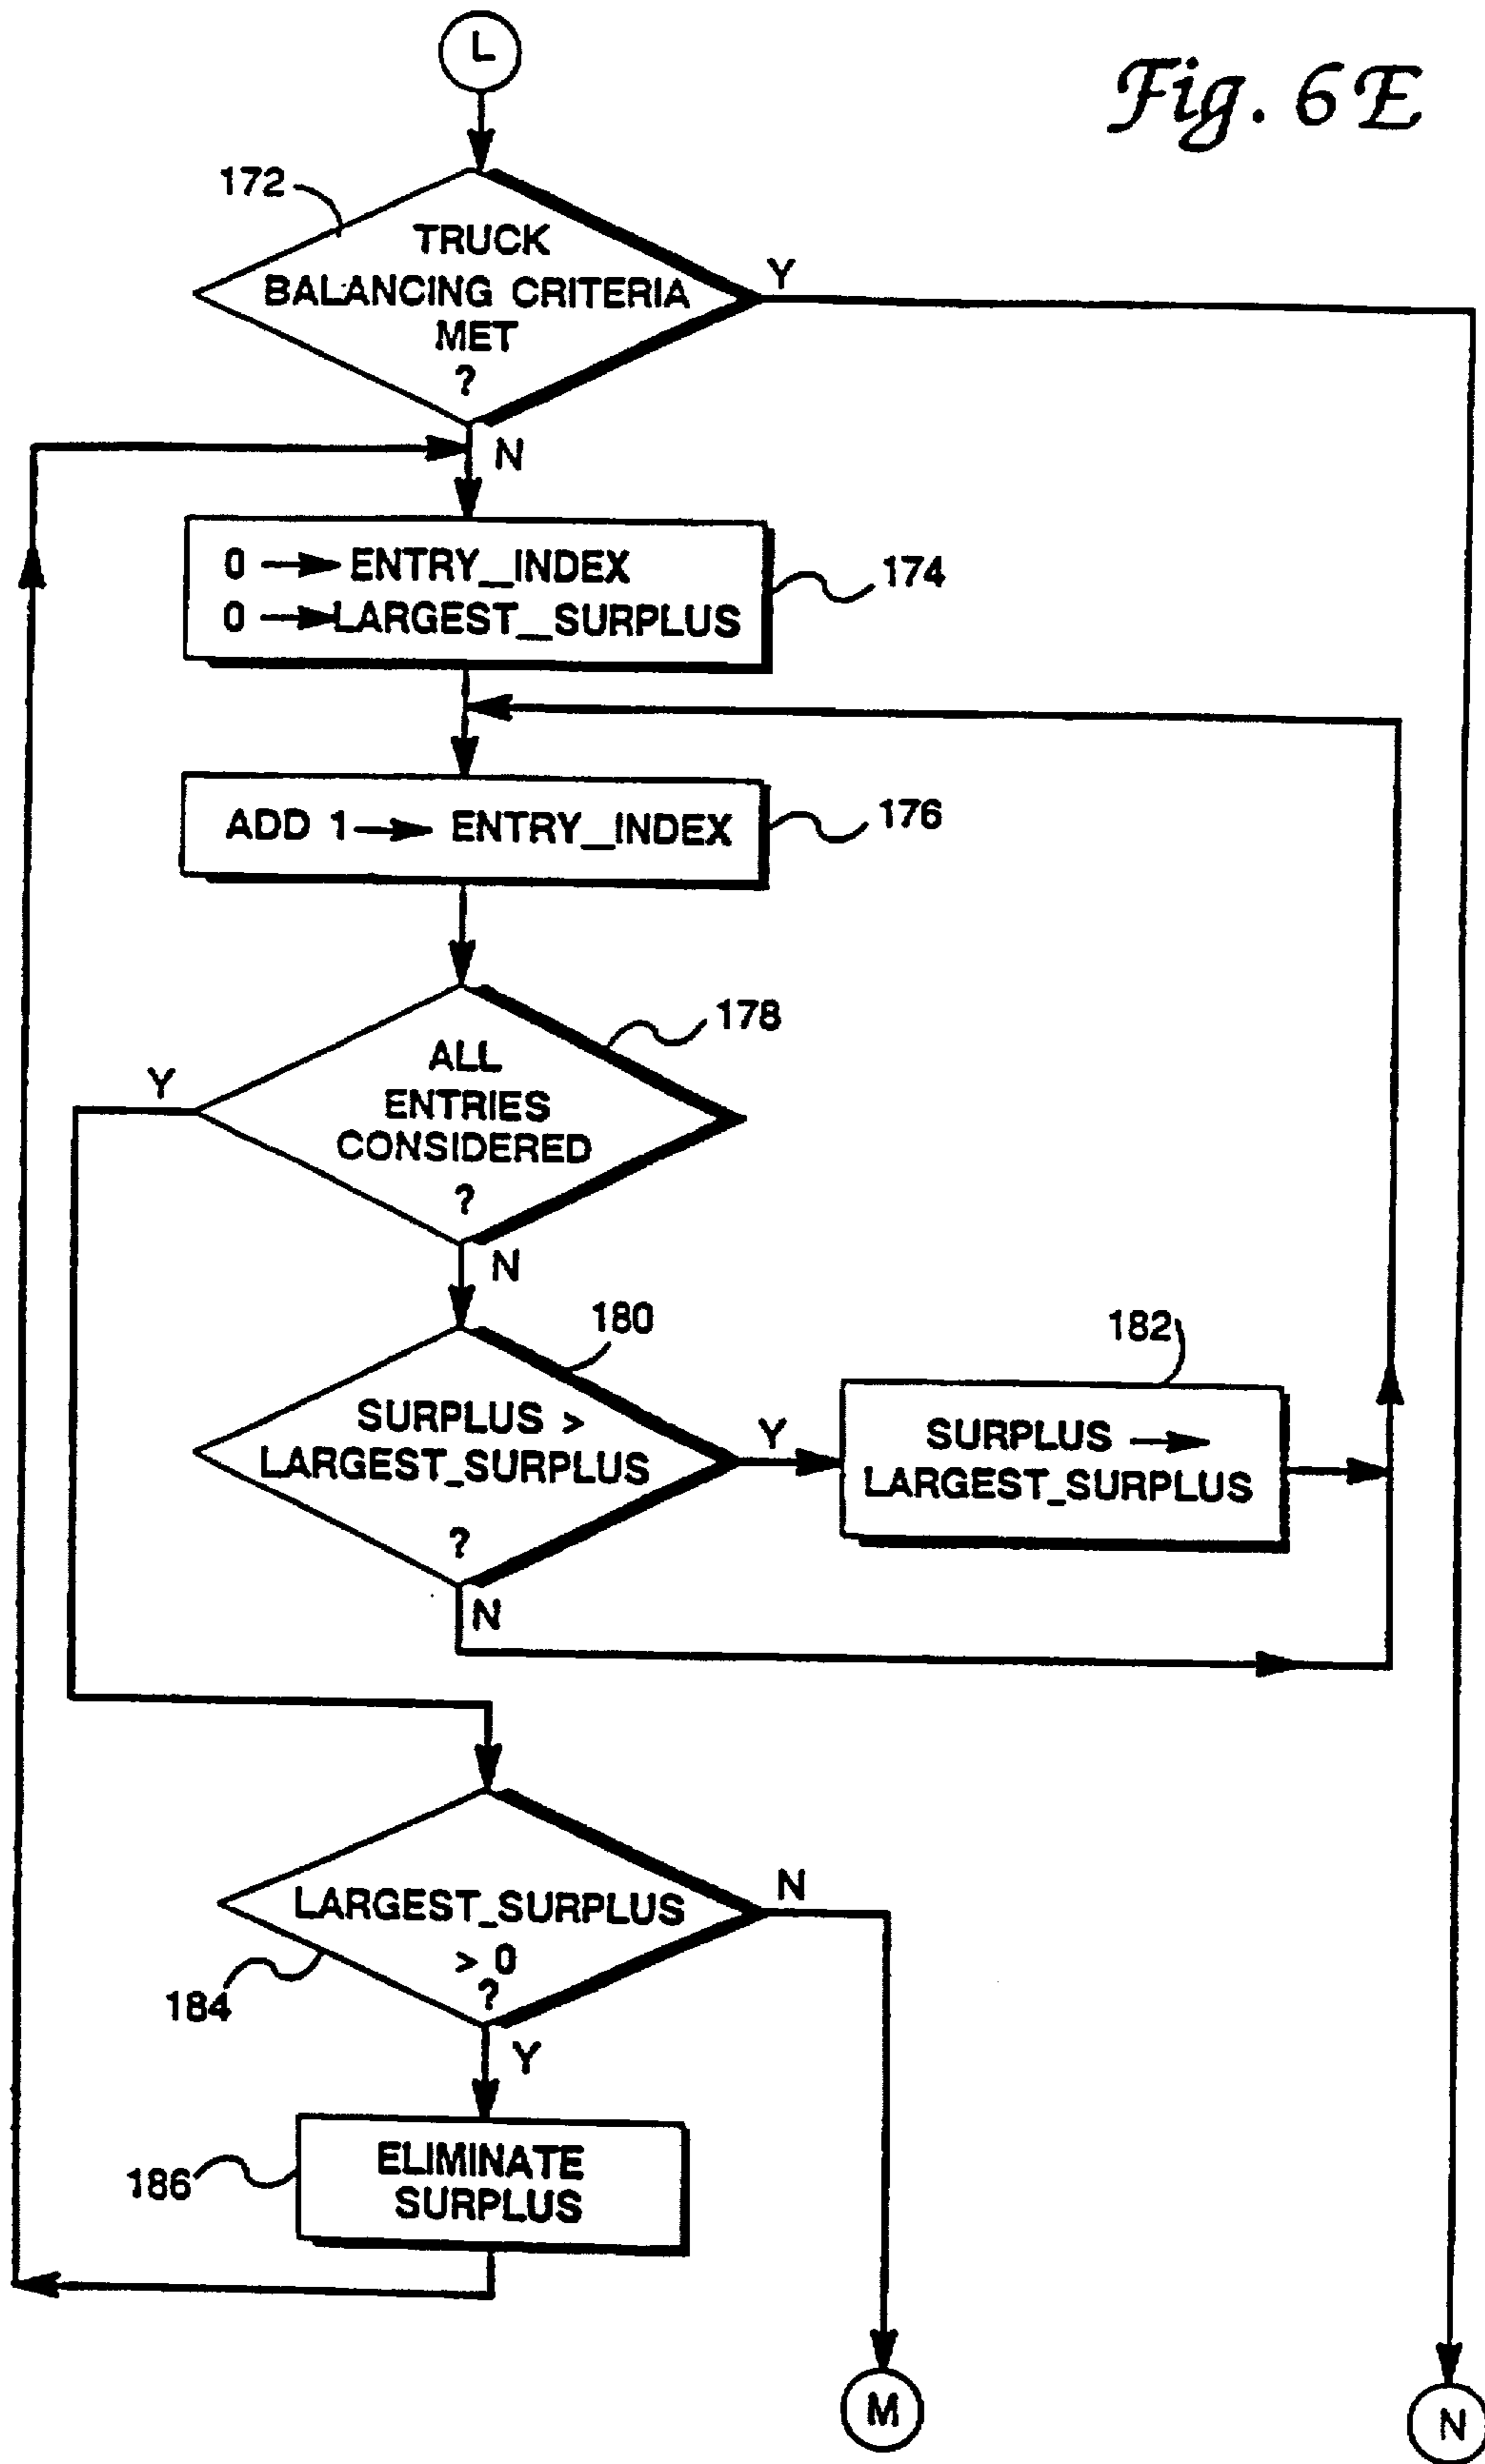 L
Fig. 6E
172
TRUCK
BALANCING CRITERIA
MET
?
Y
N
0 → ENTRY_INDEX
0 → LARGEST_SURPLUS
174
ADD 1 → ENTRY_INDEX
176
178
ALL
ENTRIES
CONSIDERED
?
Y
N
180
SURPLUS >
LARGEST_SURPLUS
?
Y
N
182
SURPLUS →
LARGEST_SURPLUS
LARGEST_SURPLUS
> 0
?
N
184
Y
ELIMINATE
SURPLUS
186
M
N